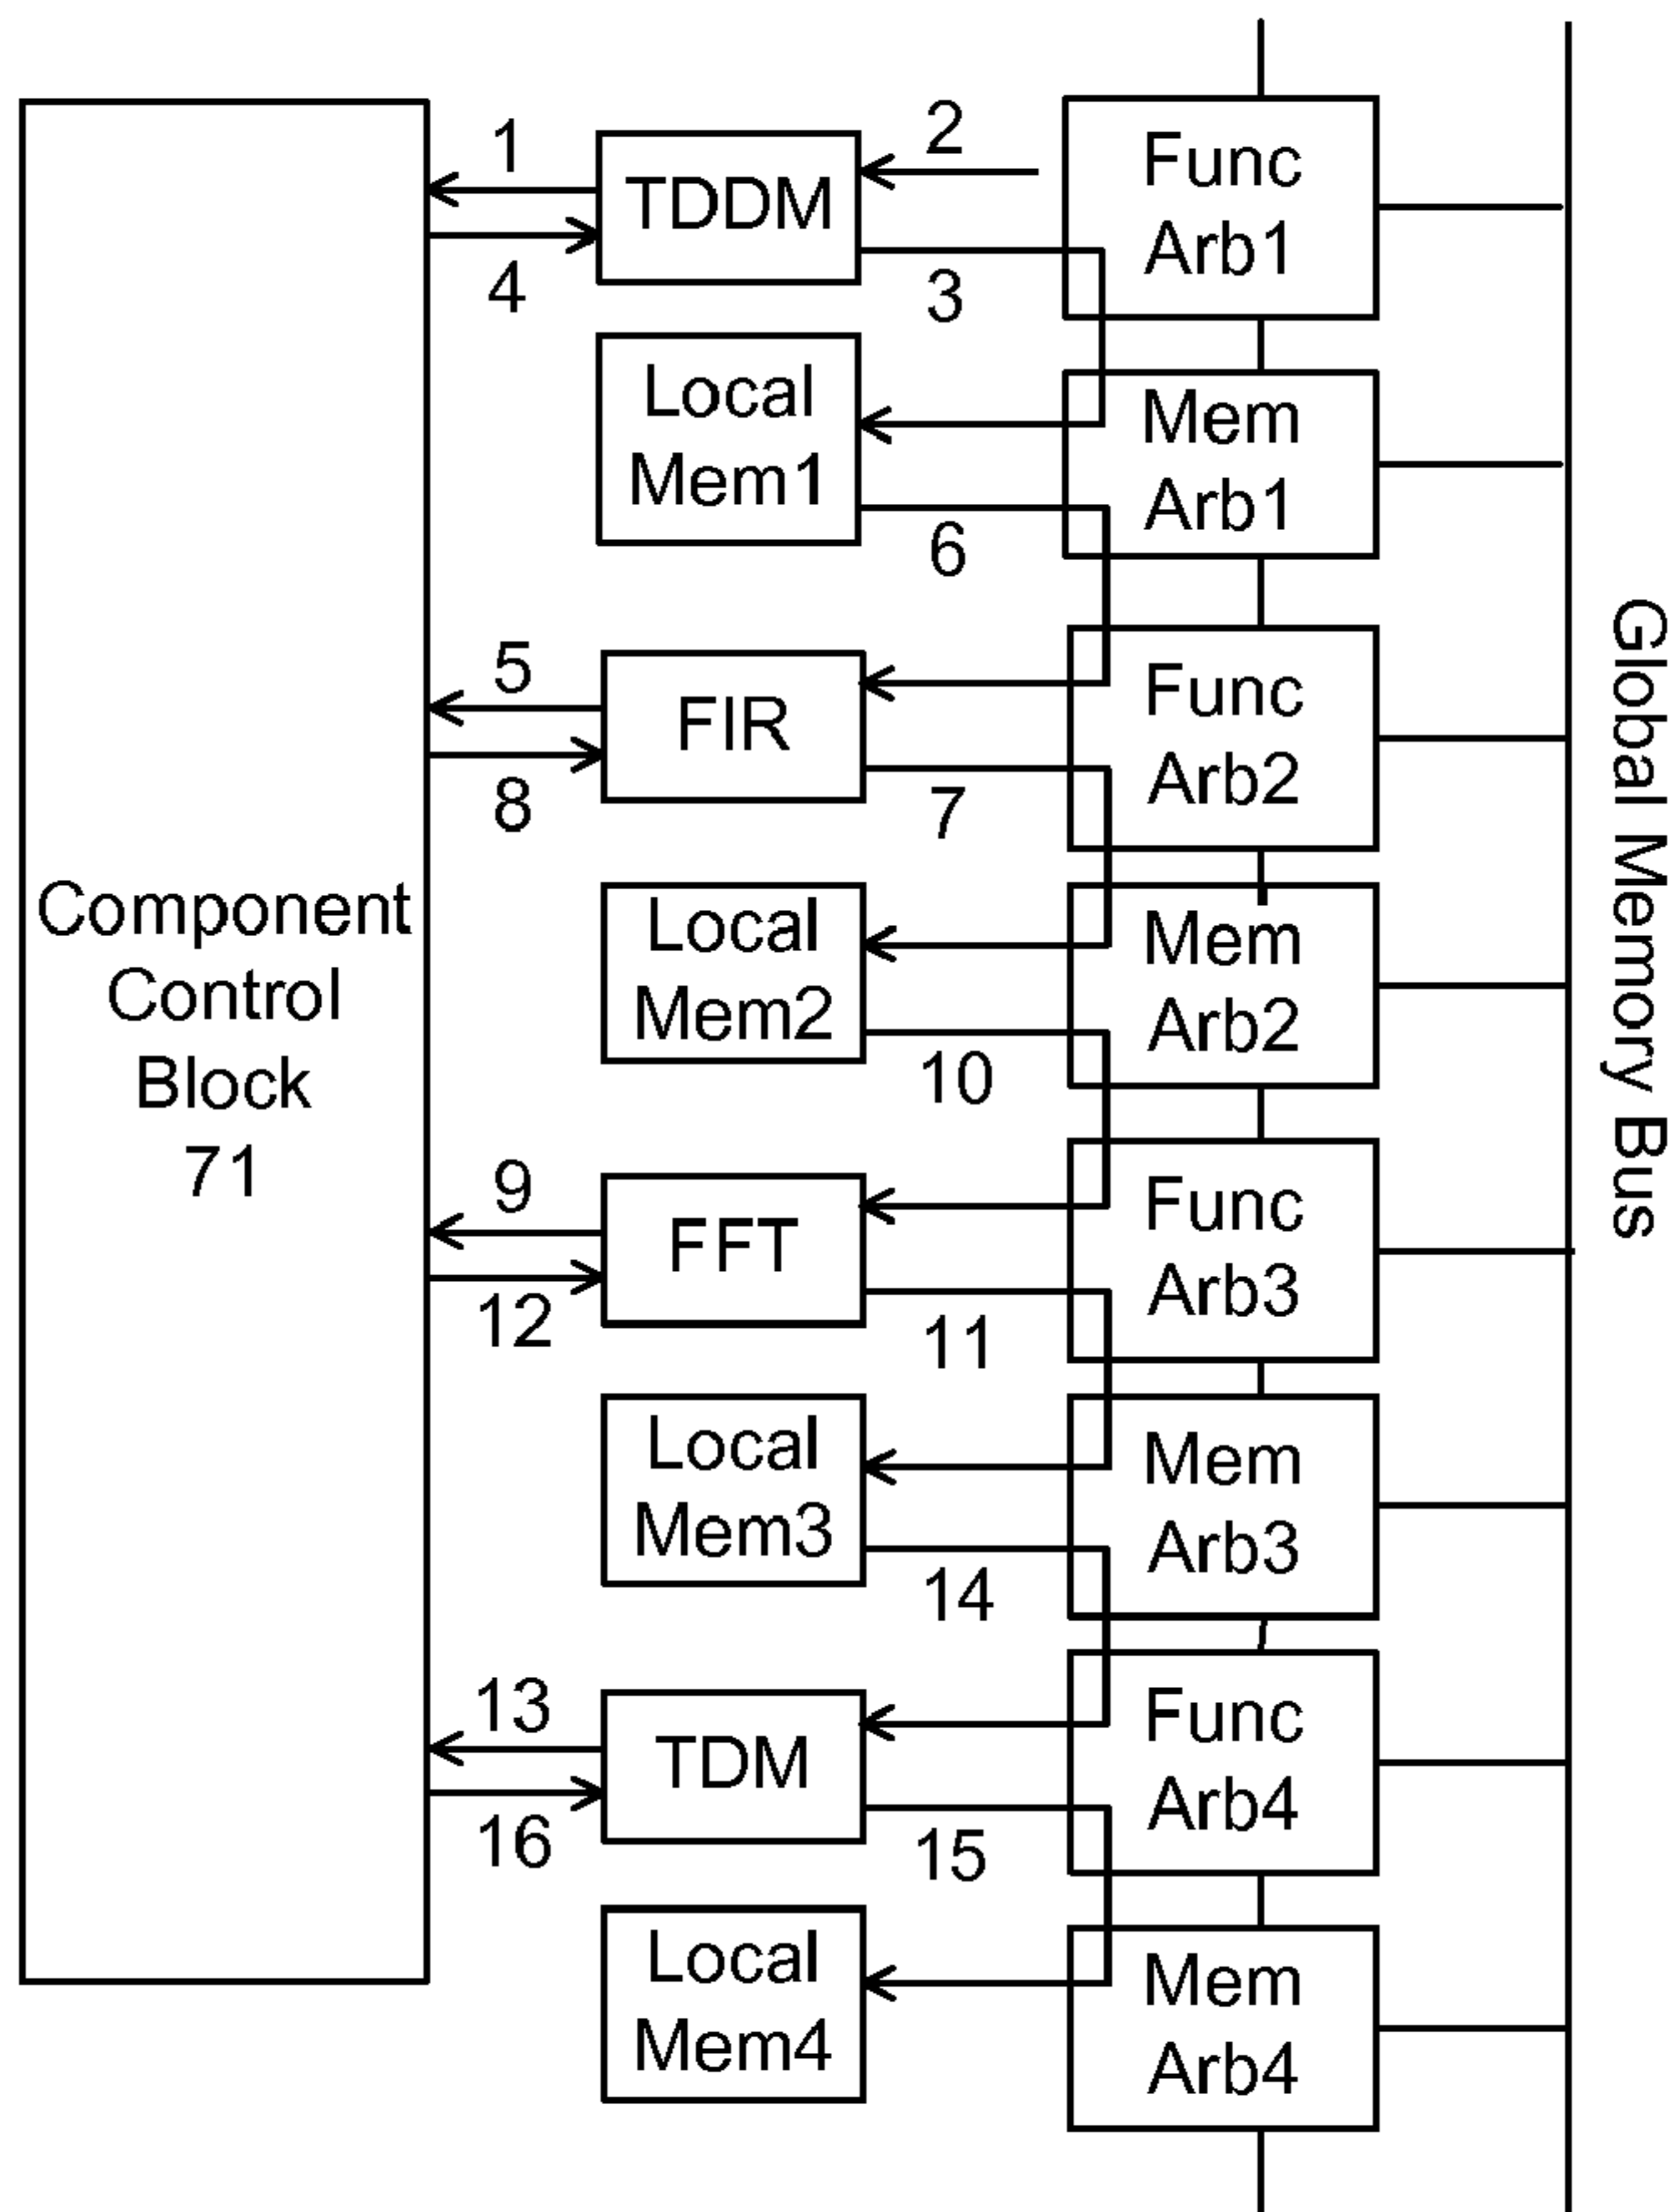 1
4
TDDM
2
3
Func
Arb1
Local
Mem1
6
Mem
Arb1
5
8
FIR
7
Func
Arb2
Component
Control
Block
71
Local
Mem2
10
Mem
Arb2
9
12
FFT
11
Func
Arb3
Local
Mem3
14
Mem
Arb3
13
16
TDM
15
Func
Arb4
Local
Mem4
Mem
Arb4
Global Memory Bus